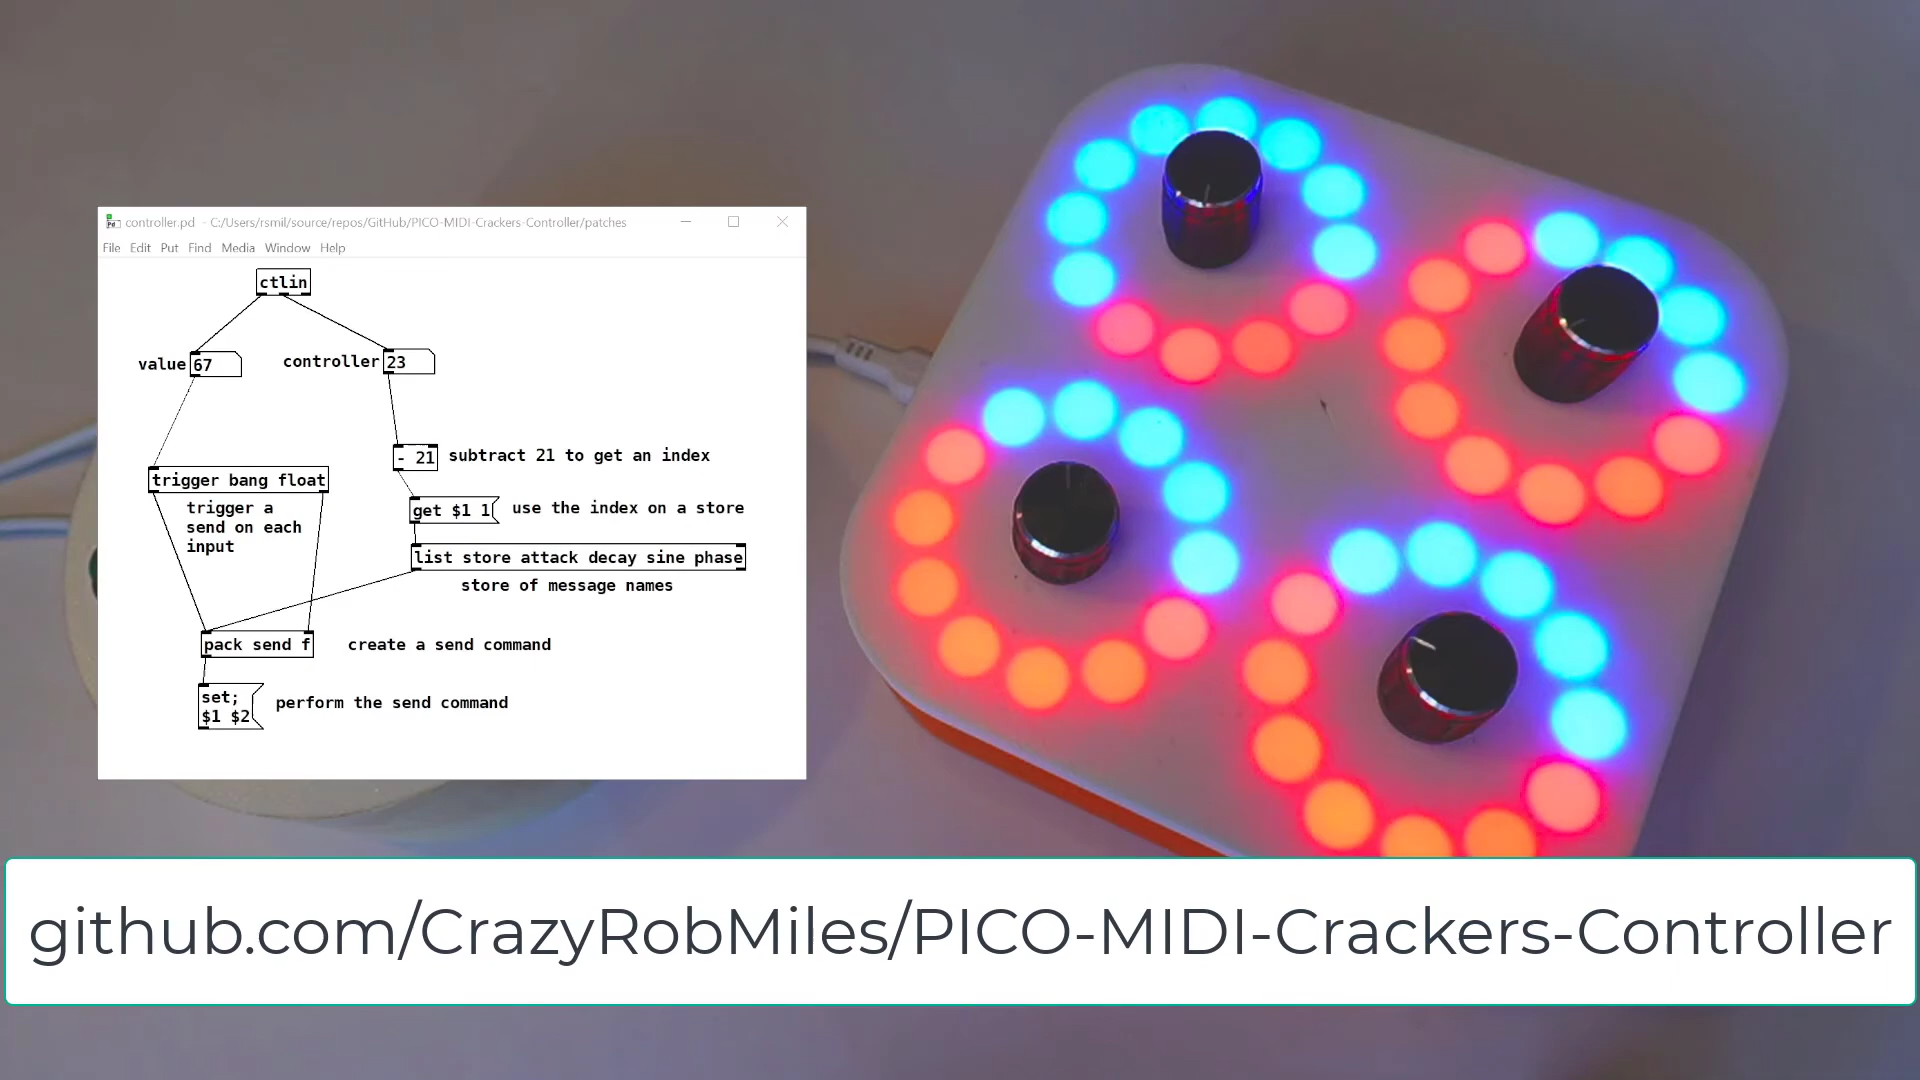 controller.pd - C:/Users/rsmil/source/repos/GitHub/PICO-MIDI-Crackers-Controller/patches
File Edit Put Find Media Window Help
ctlin
value 67
controller 23
- 21
subtract 21 to get an index
trigger bang float
trigger a
send on each
input
get $1 1
use the index on a store
list store attack decay sine phase
store of message names
pack send f
create a send command
set;
$1 $2
perform the send command
github.com/CrazyRobMiles/PICO-MIDI-Crackers-Controller